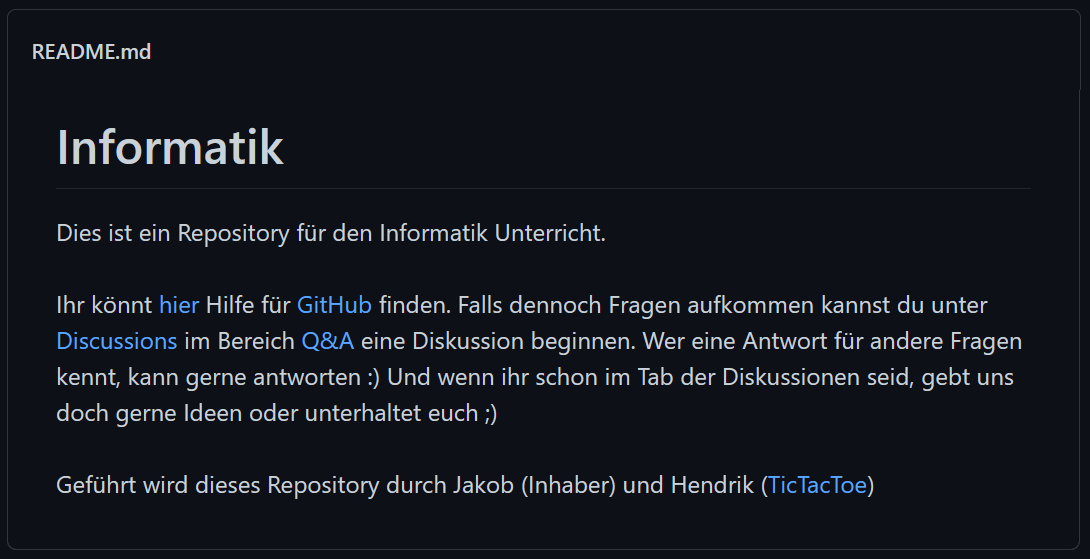 README.md
Informatik
Dies ist ein Repository für den Informatik Unterricht.
Ihr könnt hier Hilfe für GitHub finden. Falls dennoch Fragen aufkommen kannst du unter
Discussions im Bereich Q&A eine Diskussion beginnen. Wer eine Antwort für andere Fragen
kennt, kann gerne antworten :) Und wenn ihr schon im Tab der Diskussionen seid, gebt uns
doch gerne Ideen oder unterhaltet euch ;)
Geführt wird dieses Repository durch Jakob (Inhaber) und Hendrik (TicTacToe)